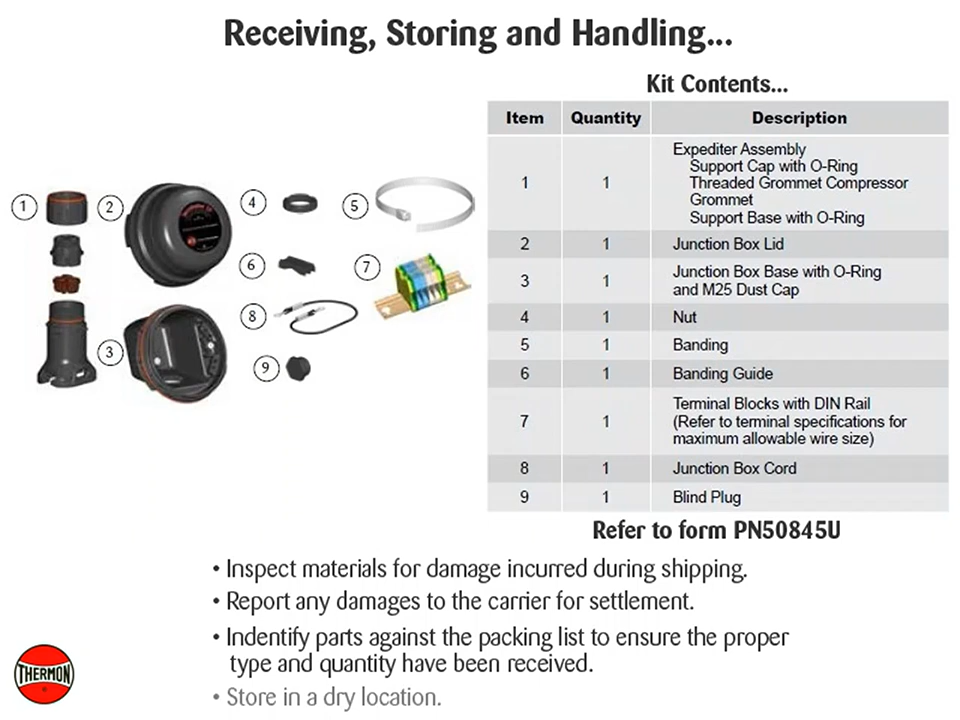 Receiving, Storing and Handling...
Kit Contents...
Item Quantity Description
1 1 Expediter Assembly
Support Cap with O-Ring
Threaded Grommet Compressor
Grommet
Support Base with O-Ring
2 1 Junction Box Lid
3 1 Junction Box Base with O-Ring
and M25 Dust Cap
4 1 Nut
5 1 Banding
6 1 Banding Guide
7 1 Terminal Blocks with DIN Rail
(Refer to terminal specifications for
maximum allowable wire size)
8 1 Junction Box Cord
9 1 Blind Plug
Refer to form PN50845U
1
2
3
4
5
6
7
8
9
• Inspect materials for damage incurred during shipping.
• Report any damages to the carrier for settlement.
• Indentify parts against the packing list to ensure the proper
type and quantity have been received.
• Store in a dry location.
THERMON